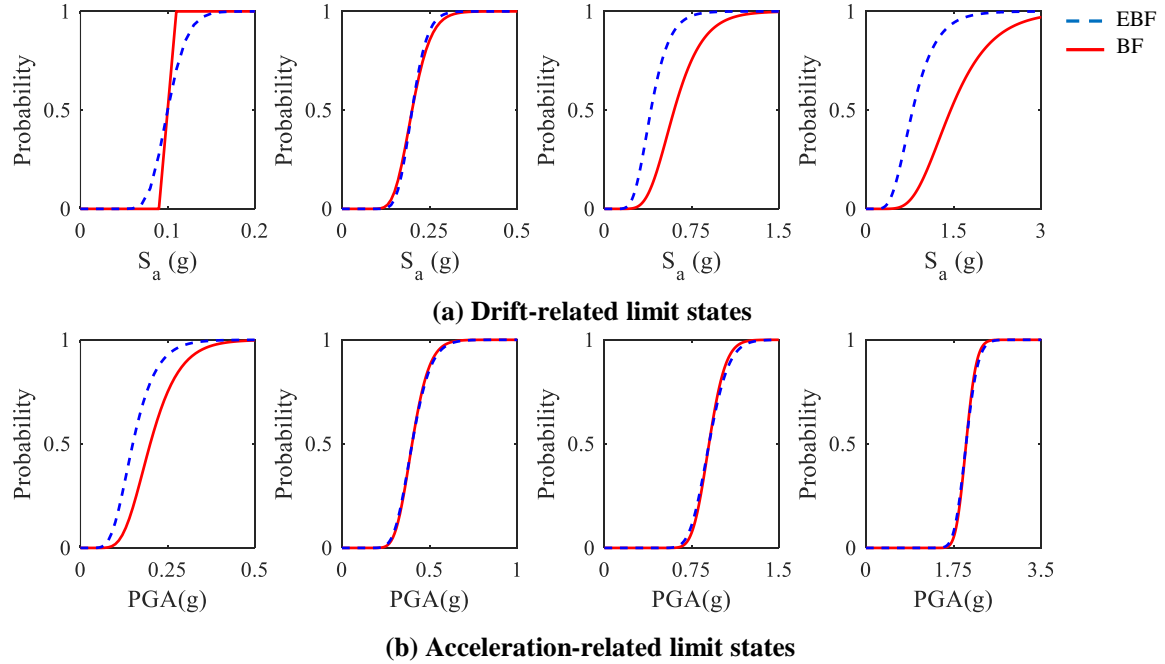 EBF
BF
1 1 1 1
Probability Probability Probability Probability
0.5 0.5 0.5 0.5
0 0 0 0
0 0.1 0.2 0 0.25 0.5 0 0.75 1.5 0 1.5 3
S_a (g) S_a (g) S_a (g) S_a (g)
(a) Drift-related limit states
1 1 1 1
Probability Probability Probability Probability
0.5 0.5 0.5 0.5
0 0 0 0
0 0.25 0.5 0 0.5 1 0 0.75 1.5 0 1.75 3.5
PGA(g) PGA(g) PGA(g) PGA(g)
(b) Acceleration-related limit states